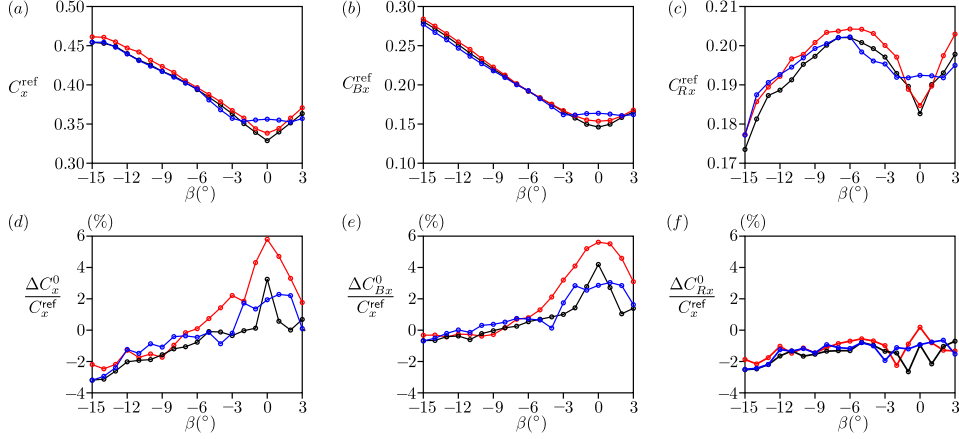 (a) 0.50 0.45 0.40 0.35 0.30
C_x^ref
−15 −12 −9 −6 −3 0 3
β(°)
(b) 0.30 0.25 0.20 0.15 0.10
C_Bx^ref
−15 −12 −9 −6 −3 0 3
β(°)
(c) 0.21 0.20 0.19 0.18 0.17
C_Rx^ref
−15 −12 −9 −6 −3 0 3
β(°)
(d) (%)
6 4 2 0 −2 −4
ΔC_x^0
C_x^ref
−15 −12 −9 −6 −3 0 3
β(°)
(e) (%)
6 4 2 0 −2 −4
ΔC_Bx^0
C_x^ref
−15 −12 −9 −6 −3 0 3
β(°)
(f) (%)
6 4 2 0 −2 −4
ΔC_Rx^0
C_x^ref
−15 −12 −9 −6 −3 0 3
β(°)